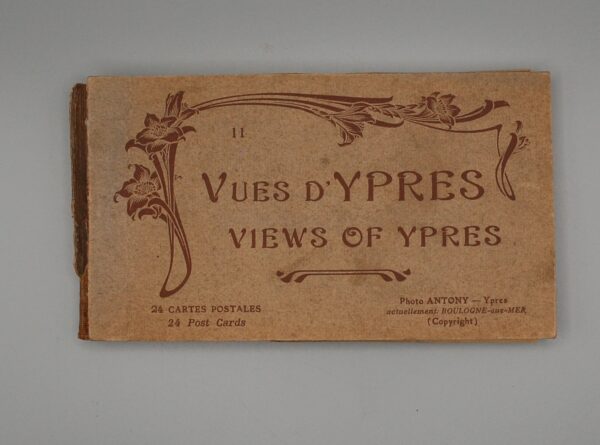 11
VUES D'YPRES
VIEWS OF YPRES
24 CARTES POSTALES
24 Post Cards
Photo ANTONY — Ypres
actuellement BOULOGNE-sur-MER
(Copyright)